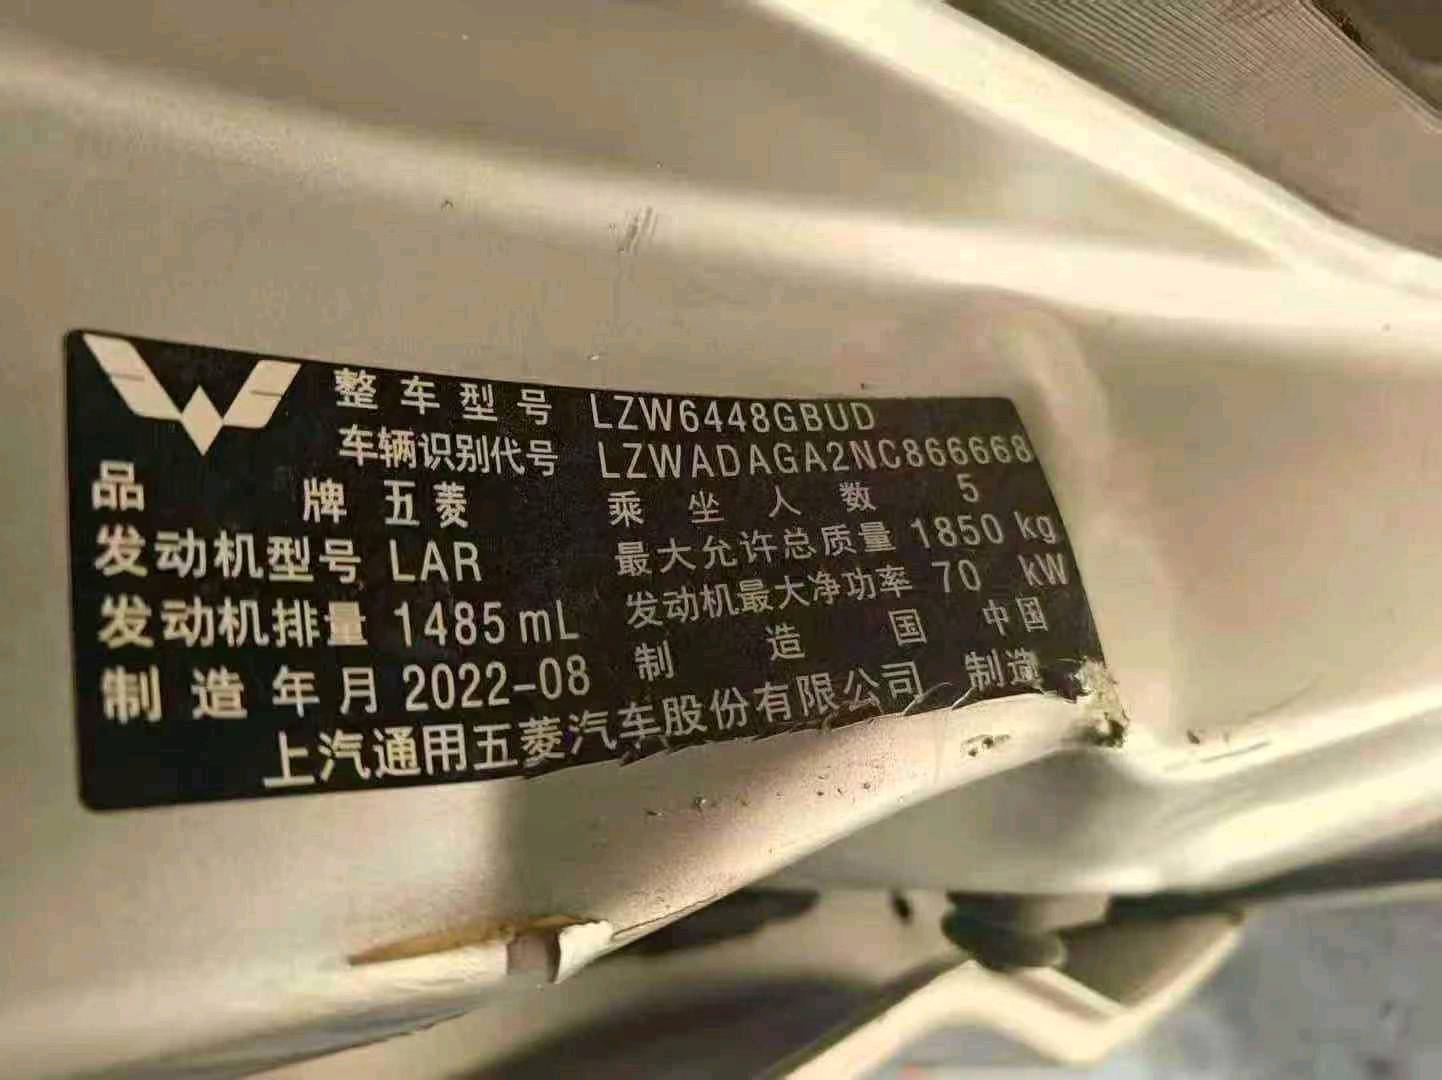 整车型号 LZW6448GBUD
车辆识别代号 LZWADAGA2NC866668
品牌 五菱 乘坐人数 5
发动机型号 LAR 最大允许总质量 1850 kg
发动机排量 1485 mL 发动机最大净功率 70 kW
制造年月 2022-08 制造国 中国
上汽通用五菱汽车股份有限公司 制造